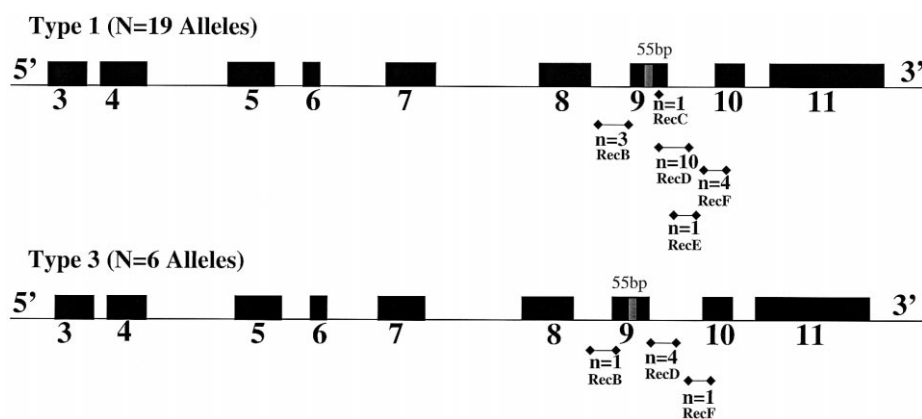 Type 1 (N=19 Alleles)
55bp
5’ 3’
3 4 5 6 7 8 9 10 11
n=1
RecC
n=3
RecB
n=10
RecD
n=4
RecF
n=1
RecE
Type 3 (N=6 Alleles)
55bp
5’ 3’
3 4 5 6 7 8 9 10 11
n=1
RecB
n=4
RecD
n=1
RecF